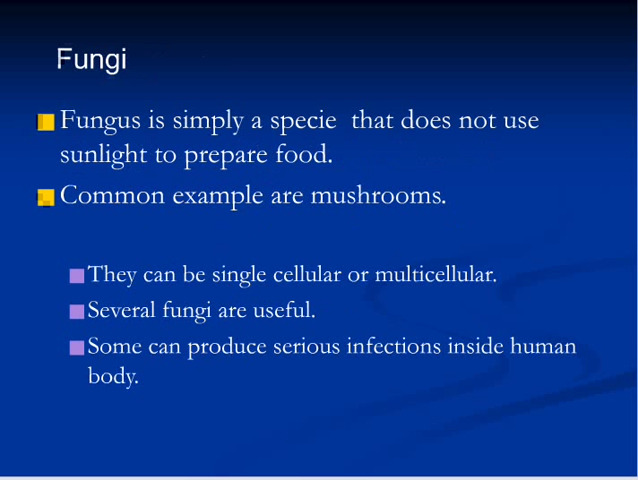 Fungi
Fungus is simply a specie that does not use
sunlight to prepare food.
Common example are mushrooms.
They can be single cellular or multicellular.
Several fungi are useful.
Some can produce serious infections inside human
body.